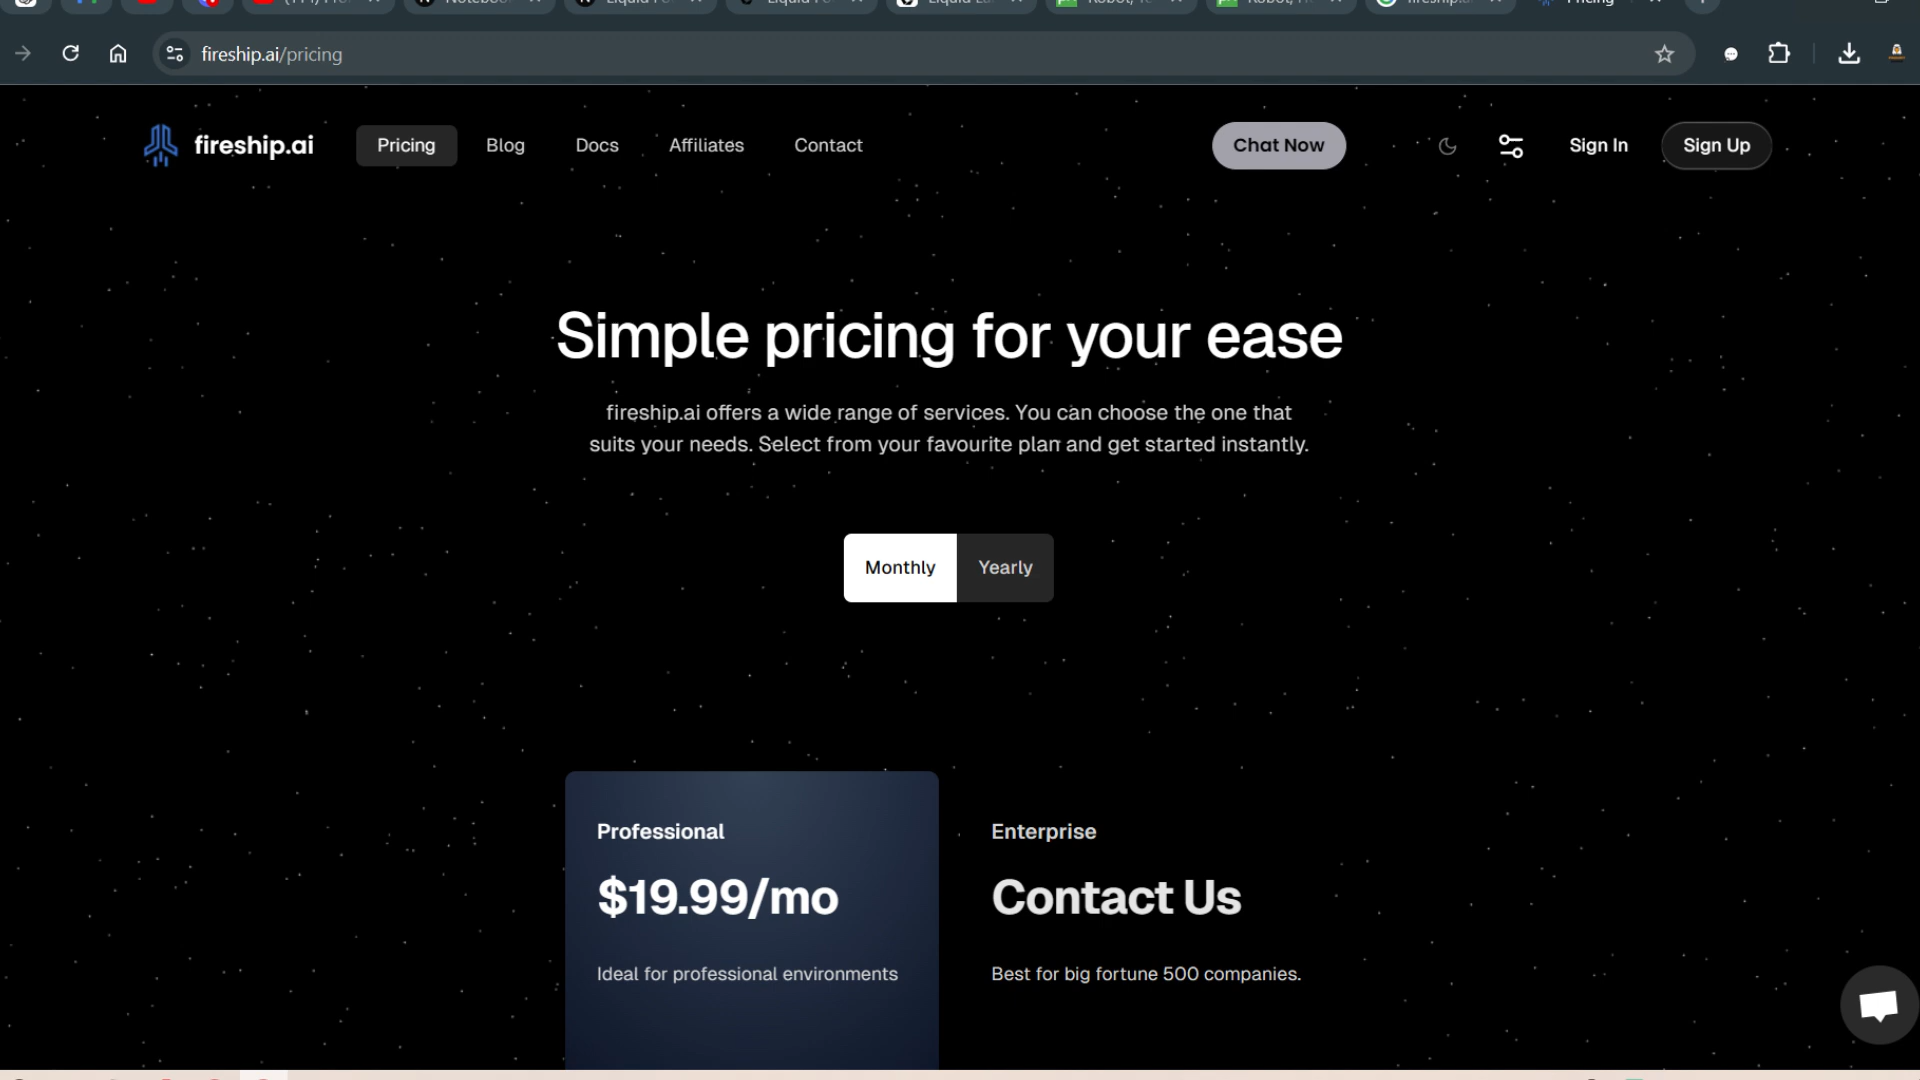 Pricing
fireship.ai/pricing
fireship.ai
Pricing
Blog
Docs
Affiliates
Contact
Chat Now
Sign In
Sign Up
Simple pricing for your ease
fireship.ai offers a wide range of services. You can choose the one that
suits your needs. Select from your favourite plan and get started instantly.
Monthly
Yearly
Professional
$19.99/mo
Ideal for professional environments
Enterprise
Contact Us
Best for big fortune 500 companies.